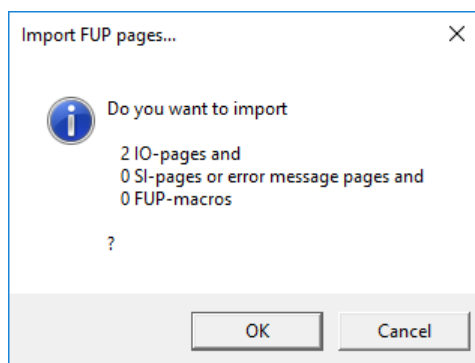 Import FUP pages...
Do you want to import
2 IO-pages and
0 SI-pages or error message pages and
0 FUP-macros
?
OK
Cancel